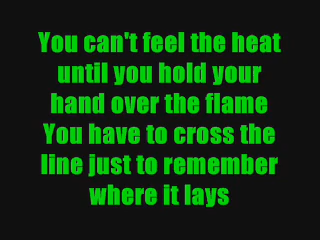 You can't feel the heat
until you hold your
hand over the flame
You have to cross the
line just to remember
where it lays